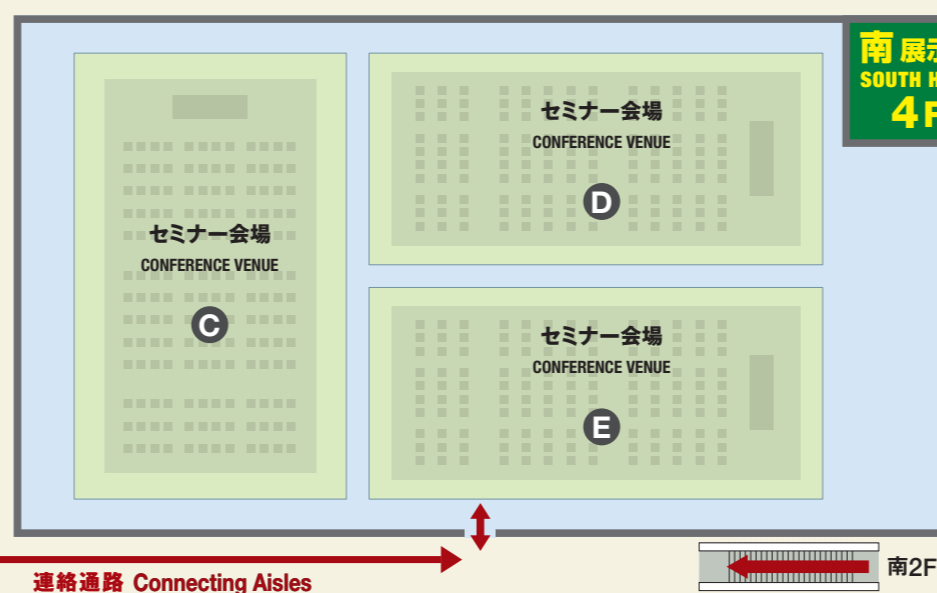 南 展示
SOUTH H
4F
セミナー会場
CONFERENCE VENUE
C
セミナー会場
CONFERENCE VENUE
D
セミナー会場
CONFERENCE VENUE
E
連絡通路 Connecting Aisles
南2F